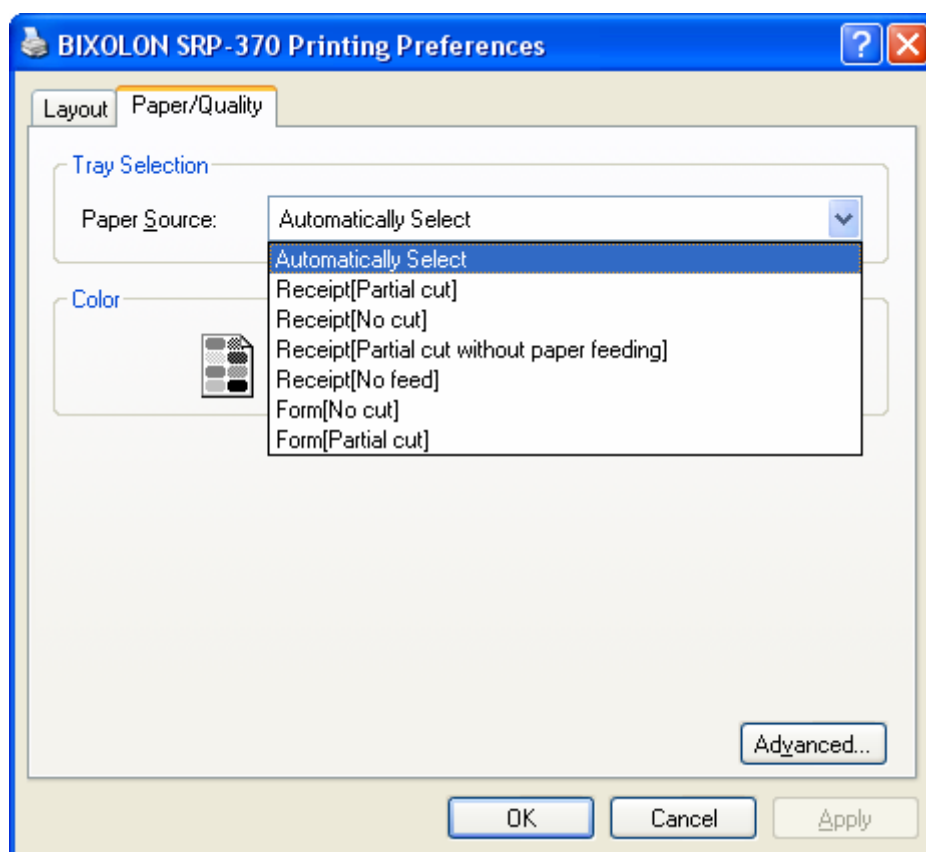 BIXOLON SRP-370 Printing Preferences
Layout
Paper/Quality
Tray Selection
Paper Source:
Automatically Select
Automatically Select
Receipt[Partial cut]
Receipt[No cut]
Receipt[Partial cut without paper feeding]
Receipt[No feed]
Form[No cut]
Form[Partial cut]
Color
Advanced...
OK
Cancel
Apply